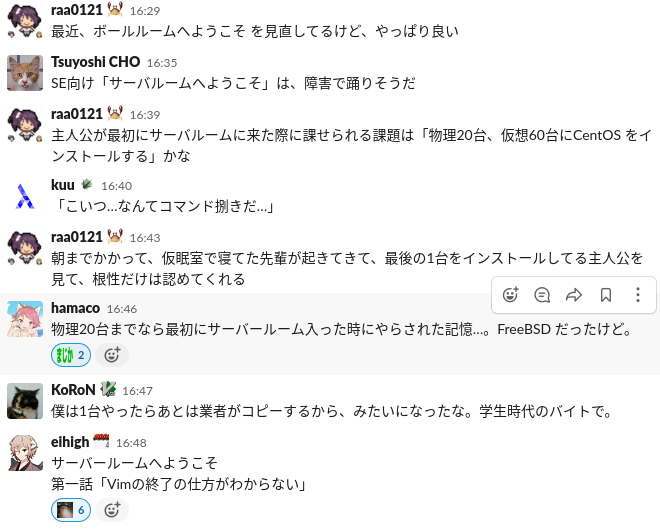 raa0121 16:29
最近、ボールルームへようこそ を見直してるけど、やっぱり良い
Tsuyoshi CHO 16:35
SE向け「サーバルームへようこそ」は、障害で踊りそうだ
raa0121 16:39
主人公が最初にサーバルームに来た際に課せられる課題は「物理20台、仮想60台にCentOS をイ
ンストールする」かな
kuu 16:40
「こいつ…なんてコマンド捌きだ…」
raa0121 16:43
朝までかかって、仮眠室で寝てた先輩が起きてきて、最後の1台をインストールしてる主人公を
見て、根性だけは認めてくれる
hamaco 16:46
物理20台までなら最初にサーバールーム入った時にやらされた記憶…。FreeBSD だったけど。
まじか 2
KoRoN 16:47
僕は1台やったらあとは業者がコピーするから、みたいになったな。学生時代のバイトで。
eihigh 16:48
サーバールームへようこそ
第一話「Vimの終了の仕方がわからない」
6